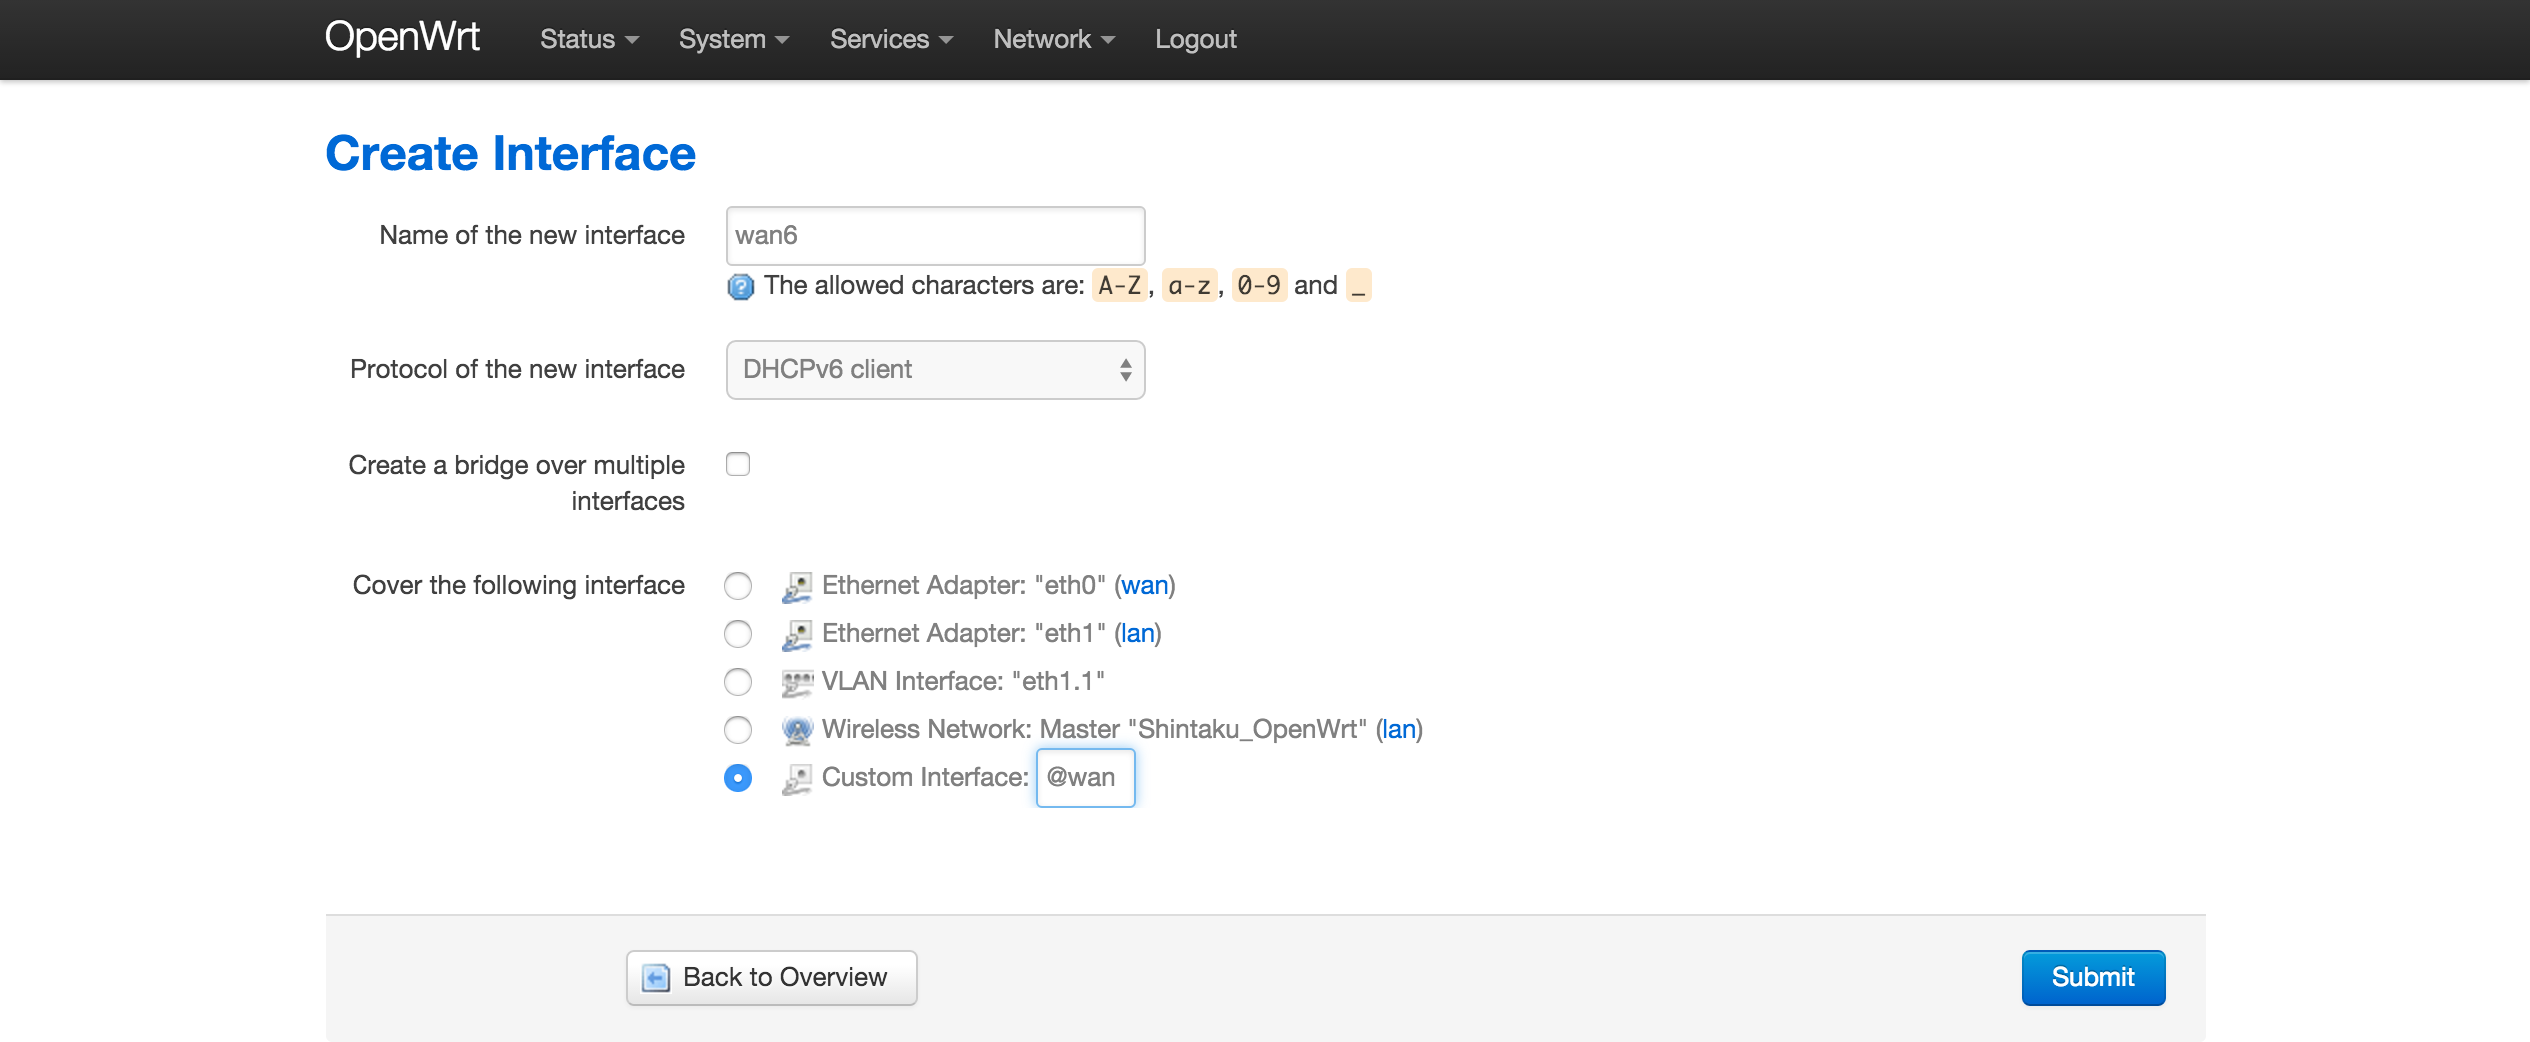 OpenWrt Status System Services Network Logout
Create Interface
Name of the new interface wan6
The allowed characters are: A-Z, a-z, 0-9 and _
Protocol of the new interface DHCPv6 client
Create a bridge over multiple
interfaces
Cover the following interface Ethernet Adapter: "eth0" (wan)
Ethernet Adapter: "eth1" (lan)
VLAN Interface: "eth1.1"
Wireless Network: Master "Shintaku_OpenWrt" (lan)
Custom Interface: @wan
Back to Overview Submit